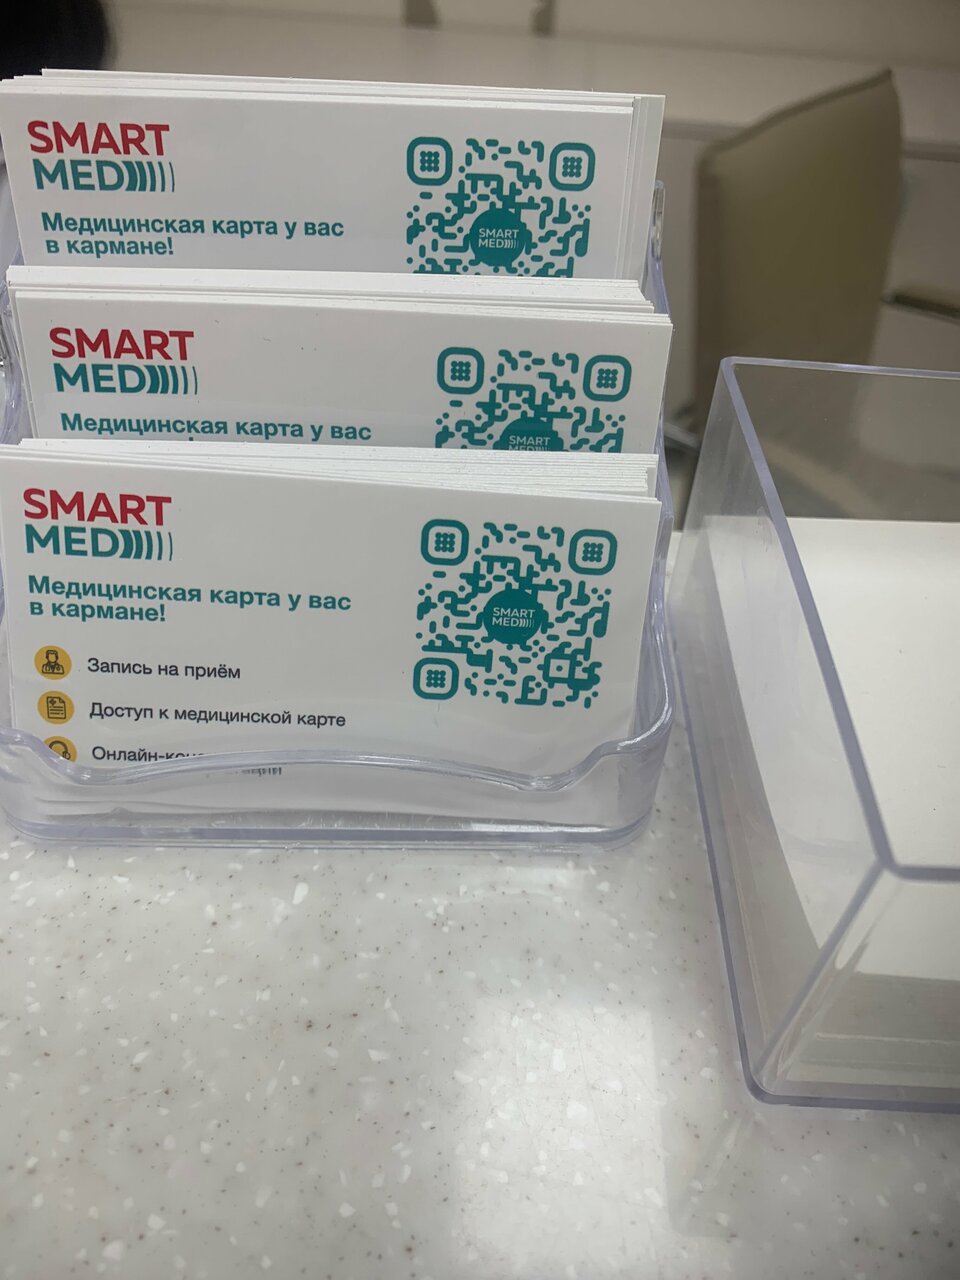 SMART
MED
Медицинская карта у вас
в кармане!
SMART
MED
SMART
MED
Медицинская карта у вас
SMART
MED
SMART
MED
Медицинская карта у вас
в кармане!
Запись на приём
Доступ к медицинской карте
Онлайн-
SMART
MED